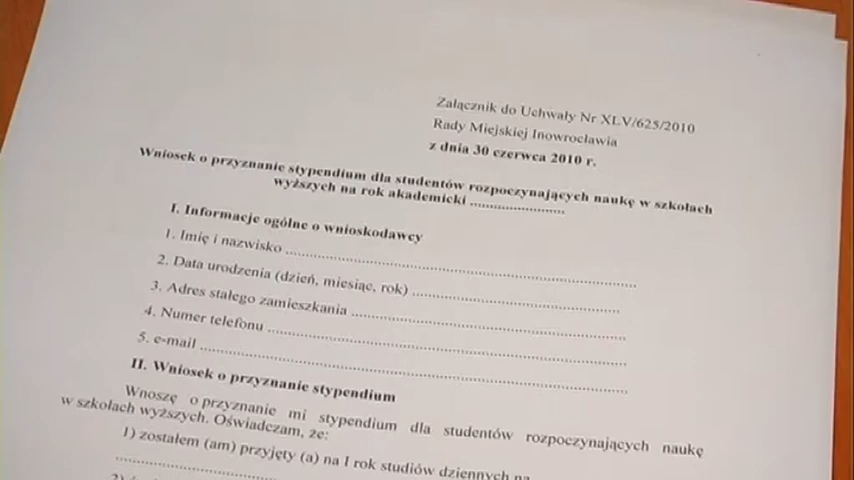 Załącznik do Uchwały Nr XLV/625/2010
Rady Miejskiej Inowrocławia
z dnia 30 czerwca 2010 r.
Wniosek o przyznanie stypendium dla studentów rozpoczynających naukę w szkołach
wyższych na rok akademicki ........................
I. Informacje ogólne o wnioskodawcy
1. Imię i nazwisko ................................................................................
2. Data urodzenia (dzień, miesiąc, rok) ................................................
3. Adres stałego zamieszkania ................................................................
4. Numer telefonu ................................................................................
5. e-mail ................................................................................................
II. Wniosek o przyznanie stypendium
Wnoszę o przyznanie mi stypendium dla studentów rozpoczynających naukę
w szkołach wyższych. Oświadczam, że:
1) zostałem (am) przyjęty (a) na I rok studiów dziennych na
................................
2)